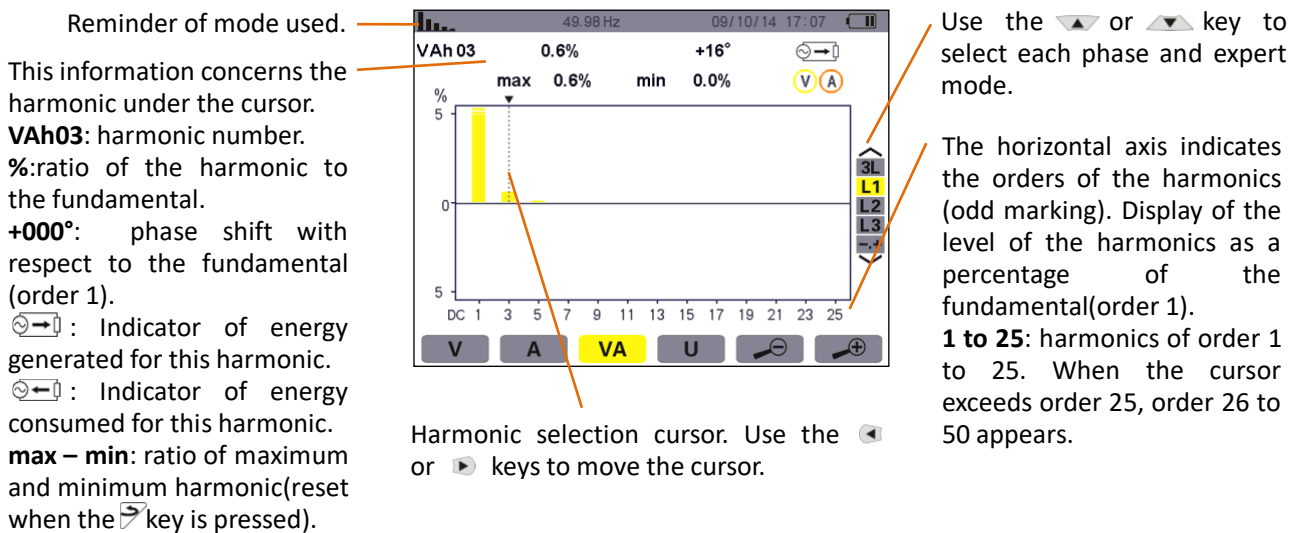 Reminder of mode used.
This information concerns the
harmonic under the cursor.
VAh03: harmonic number.
%:ratio of the harmonic to
the fundamental.
+000°: phase shift with
respect to the fundamental
(order 1).
: Indicator of energy
generated for this harmonic.
: Indicator of energy
consumed for this harmonic.
max – min: ratio of maximum
and minimum harmonic(reset
when the key is pressed).
49.98 Hz 09/10/14 17:07
VAh 03 0.6% +16°
max 0.6% min 0.0% V A
%
5
0
5
3L
L1
L2
L3
-.+
DC 1 3 5 7 9 11 13 15 17 19 21 23 25
V A VA U
Harmonic selection cursor. Use the
or keys to move the cursor.
Use the or key to
select each phase and expert
mode.
The horizontal axis indicates
the orders of the harmonics
(odd marking). Display of the
level of the harmonics as a
percentage of the
fundamental(order 1).
1 to 25: harmonics of order 1
to 25. When the cursor
exceeds order 25, order 26 to
50 appears.